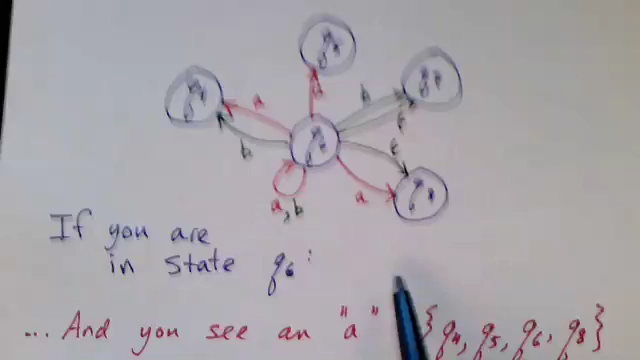 a
b
b
ε
ε
a
a, b
If you are
in State q6:
... And you see an "a" {q4, q5, q6, q8}